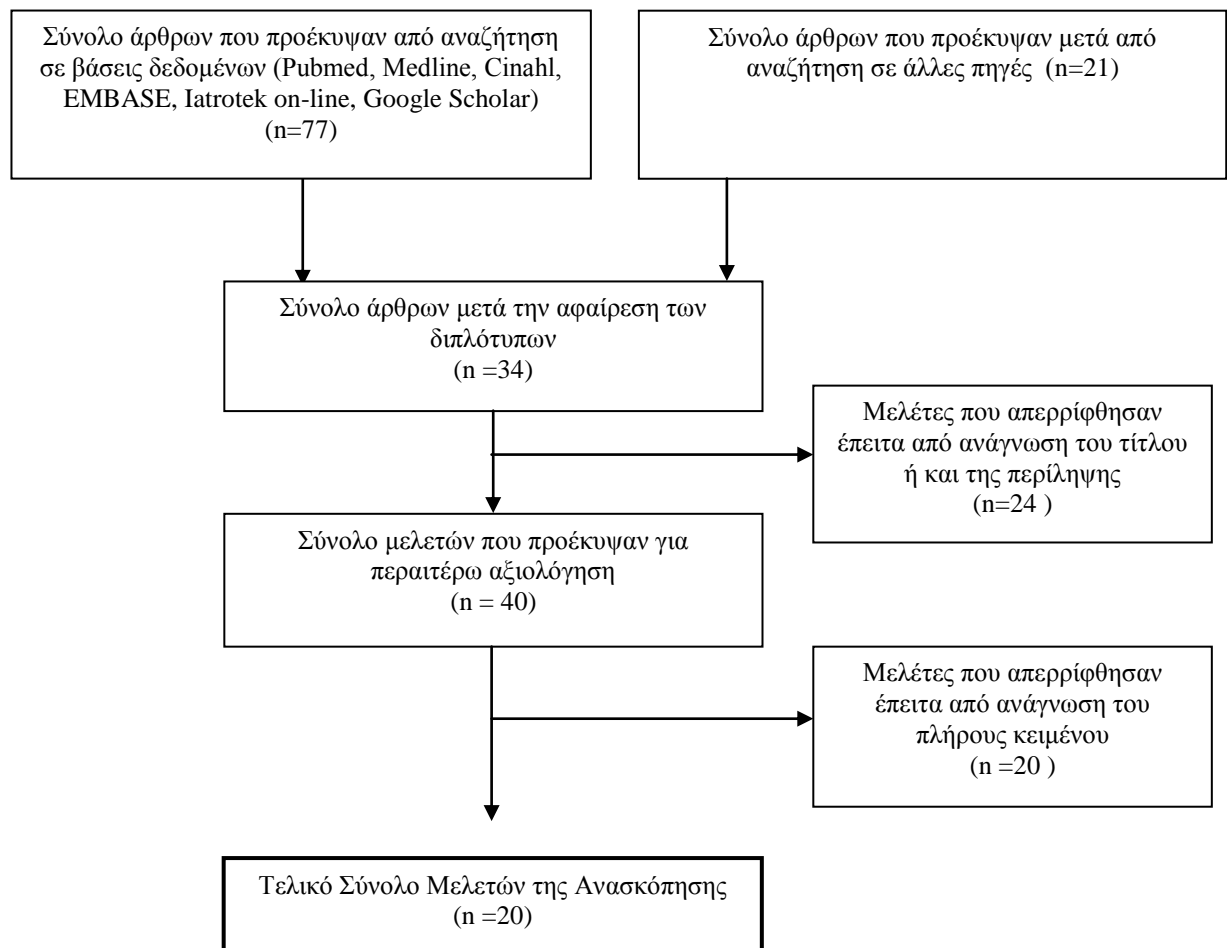 Σύνολο άρθρων που προέκυψαν από αναζήτηση
σε βάσεις δεδομένων (Pubmed, Medline, Cinahl,
EMBASE, Iatrotek on-line, Google Scholar)
(n=77)
Σύνολο άρθρων που προέκυψαν μετά από
αναζήτηση σε άλλες πηγές (n=21)
Σύνολο άρθρων μετά την αφαίρεση των
διπλότυπων
(n =34)
Μελέτες που απερρίφθησαν
έπειτα από ανάγνωση του τίτλου
ή και της περίληψης
(n=24 )
Σύνολο μελετών που προέκυψαν για
περαιτέρω αξιολόγηση
(n = 40)
Μελέτες που απερρίφθησαν
έπειτα από ανάγνωση του
πλήρους κειμένου
(n =20 )
Τελικό Σύνολο Μελετών της Ανασκόπησης
(n =20)